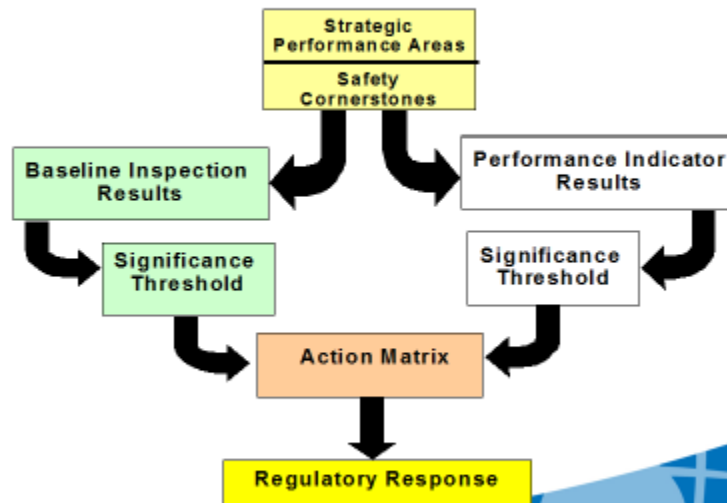 Strategic
Performance Areas
Safety
Cornerstones
Baseline Inspection
Results
Performance Indicator
Results
Significance
Threshold
Significance
Threshold
Action Matrix
Regulatory Response